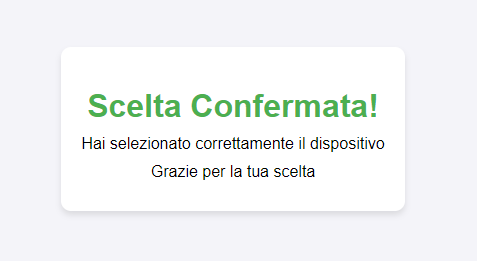 Scelta Confermata!
Hai selezionato correttamente il dispositivo
Grazie per la tua scelta